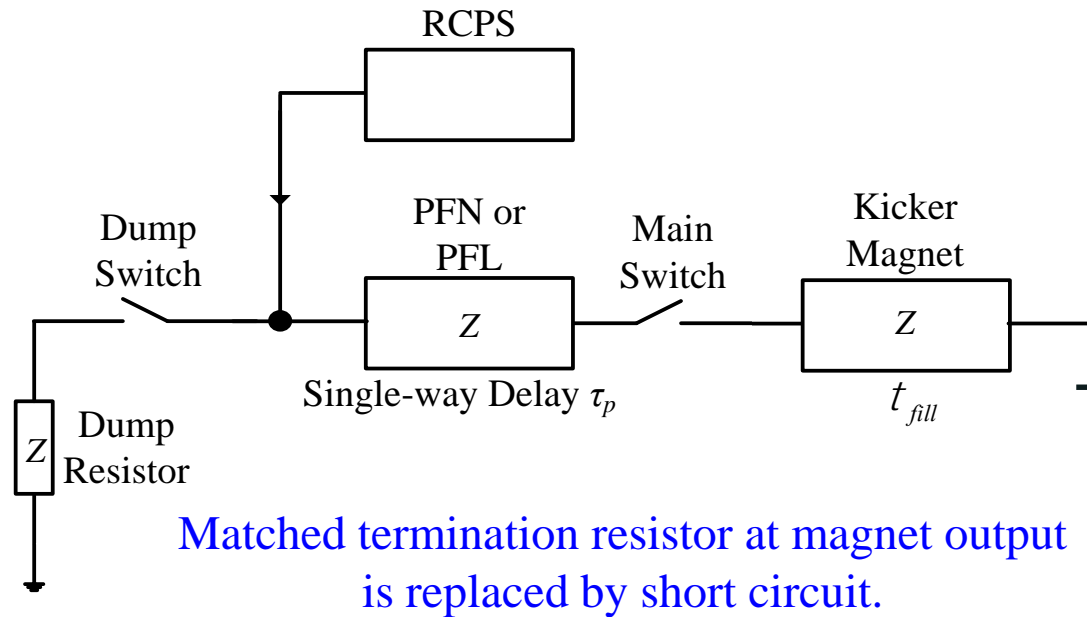 RCPS
Dump
Switch
PFN or
PFL
Main
Switch
Kicker
Magnet
Z
Z
Single-way Delay τp
tfill
Z
Dump
Resistor
Matched termination resistor at magnet output
is replaced by short circuit.